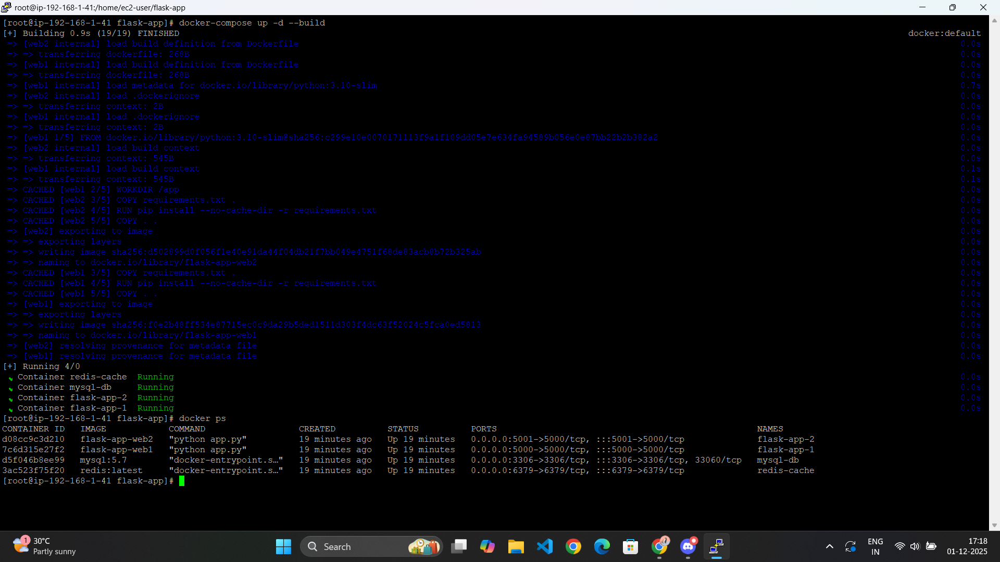 root@ip-192-168-1-41:/home/ec2-user/flask-app
[root@ip-192-168-1-41 flask-app]# docker-compose up -d --build
[+] Building 0.9s (19/19) FINISHED docker:default
=> [web2 internal] load build definition from Dockerfile 0.0s
=> => transferring dockerfile: 268B 0.0s
=> [web1 internal] load build definition from Dockerfile 0.0s
=> => transferring dockerfile: 268B 0.0s
=> [web1 internal] load metadata for docker.io/library/python:3.10-slim 0.7s
=> [web2 internal] load .dockerignore 0.0s
=> => transferring context: 2B 0.0s
=> [web1 internal] load .dockerignore 0.0s
=> => transferring context: 2B 0.0s
=> [web1 1/5] FROM docker.io/library/python:3.10-slim@sha256:c299e10e0070171113f9a1f109dd05e7e634fa94589b056e0e87bb22b2b382a2 0.0s
=> [web2 internal] load build context 0.0s
=> => transferring context: 545B 0.0s
=> [web1 internal] load build context 0.1s
=> => transferring context: 545B 0.1s
=> CACHED [web1 2/5] WORKDIR /app 0.0s
=> CACHED [web2 3/5] COPY requirements.txt . 0.0s
=> CACHED [web2 4/5] RUN pip install --no-cache-dir -r requirements.txt 0.0s
=> CACHED [web2 5/5] COPY . . 0.0s
=> [web2] exporting to image 0.0s
=> => exporting layers 0.0s
=> => writing image sha256:d502899d0f056f1e40e91da44f04db21f7bb049e4751f68de83acb8b72b325ab 0.0s
=> => naming to docker.io/library/flask-app-web2 0.0s
=> CACHED [web1 3/5] COPY requirements.txt . 0.0s
=> CACHED [web1 4/5] RUN pip install --no-cache-dir -r requirements.txt 0.0s
=> CACHED [web1 5/5] COPY . . 0.0s
=> [web1] exporting to image 0.0s
=> => exporting layers 0.0s
=> => writing image sha256:f0e2b48ff534e87715ec0c9da29b5ded1511d303f4dc63f52024c5fca0ed5813 0.0s
=> => naming to docker.io/library/flask-app-web1 0.0s
=> [web2] resolving provenance for metadata file 0.0s
=> [web1] resolving provenance for metadata file 0.0s
[+] Running 4/0
Container redis-cache Running 0.0s
Container mysql-db Running 0.0s
Container flask-app-2 Running 0.0s
Container flask-app-1 Running 0.0s
[root@ip-192-168-1-41 flask-app]# docker ps
CONTAINER ID IMAGE COMMAND CREATED STATUS PORTS NAMES
d08cc9c3d210 flask-app-web2 "python app.py" 19 minutes ago Up 19 minutes 0.0.0.0:5001->5000/tcp, :::5001->5000/tcp flask-app-2
7c6d315e27f2 flask-app-web1 "python app.py" 19 minutes ago Up 19 minutes 0.0.0.0:5000->5000/tcp, :::5000->5000/tcp flask-app-1
d5f046b8ee99 mysql:5.7 "docker-entrypoint.s…" 19 minutes ago Up 19 minutes 0.0.0.0:3306->3306/tcp, :::3306->3306/tcp, 33060/tcp mysql-db
3ac523f75f20 redis:latest "docker-entrypoint.s…" 19 minutes ago Up 19 minutes 0.0.0.0:6379->6379/tcp, :::6379->6379/tcp redis-cache
[root@ip-192-168-1-41 flask-app]#
1
30°C
Partly sunny
Search
ENG
IN
17:18
01-12-2025